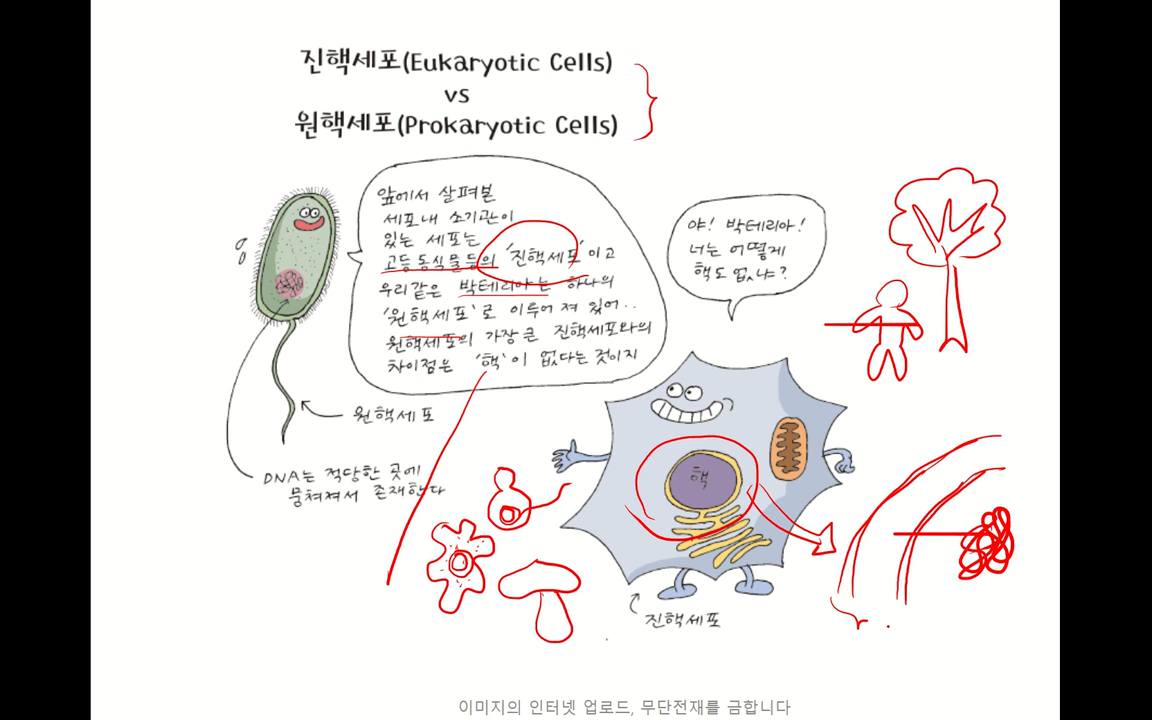 진핵세포(Eukaryotic Cells)
vs
원핵세포(Prokaryotic Cells)
앞에서 살펴본
세포내 소기관이
있는 세포는
고등동식물들의 '진핵세포'이고
우리같은 박테리아는 하나의
'원핵세포'로 이루어져 있어..
원핵세포의 가장큰 진핵세포와의
차이점은 '핵'이 없다는 것이지
야! 박테리아!
너는 어떻게
핵도 없냐?
원핵세포
DNA는 적당한 곳에
뭉쳐져서 존재한다
핵
진핵세포
이미지의 인터넷 업로드, 무단전재를 금합니다